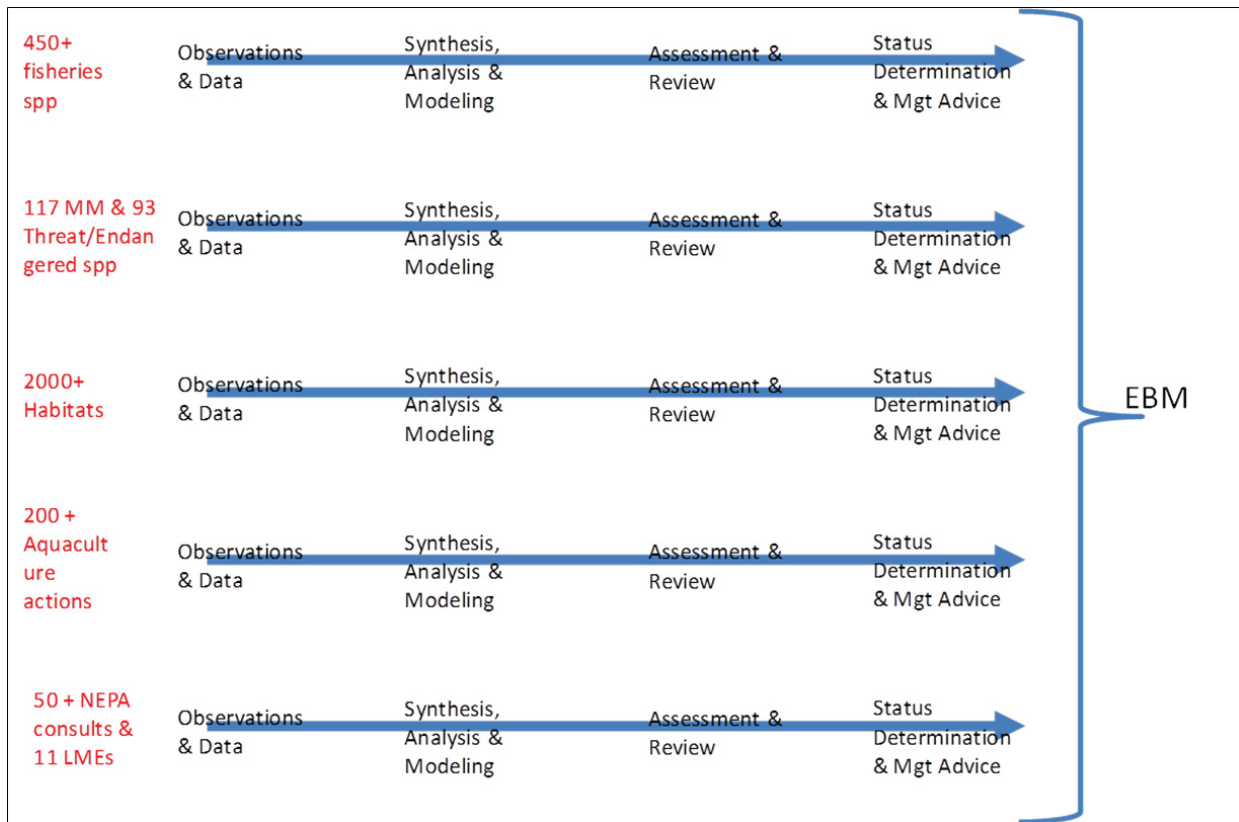 450+
fisheries
spp
Observations
& Data
Synthesis,
Analysis &
Modeling
Assessment &
Review
Status
Determination
& Mgt Advice
117 MM & 93
Threat/Endan
gered spp
Observations
& Data
Synthesis,
Analysis &
Modeling
Assessment &
Review
Status
Determination
& Mgt Advice
2000+
Habitats
Observations
& Data
Synthesis,
Analysis &
Modeling
Assessment &
Review
Status
Determination
& Mgt Advice
EBM
200 +
Aquacult
ure
actions
Observations
& Data
Synthesis,
Analysis &
Modeling
Assessment &
Review
Status
Determination
& Mgt Advice
50 + NEPA
consults &
11 LMEs
Observations
& Data
Synthesis,
Analysis &
Modeling
Assessment &
Review
Status
Determination
& Mgt Advice